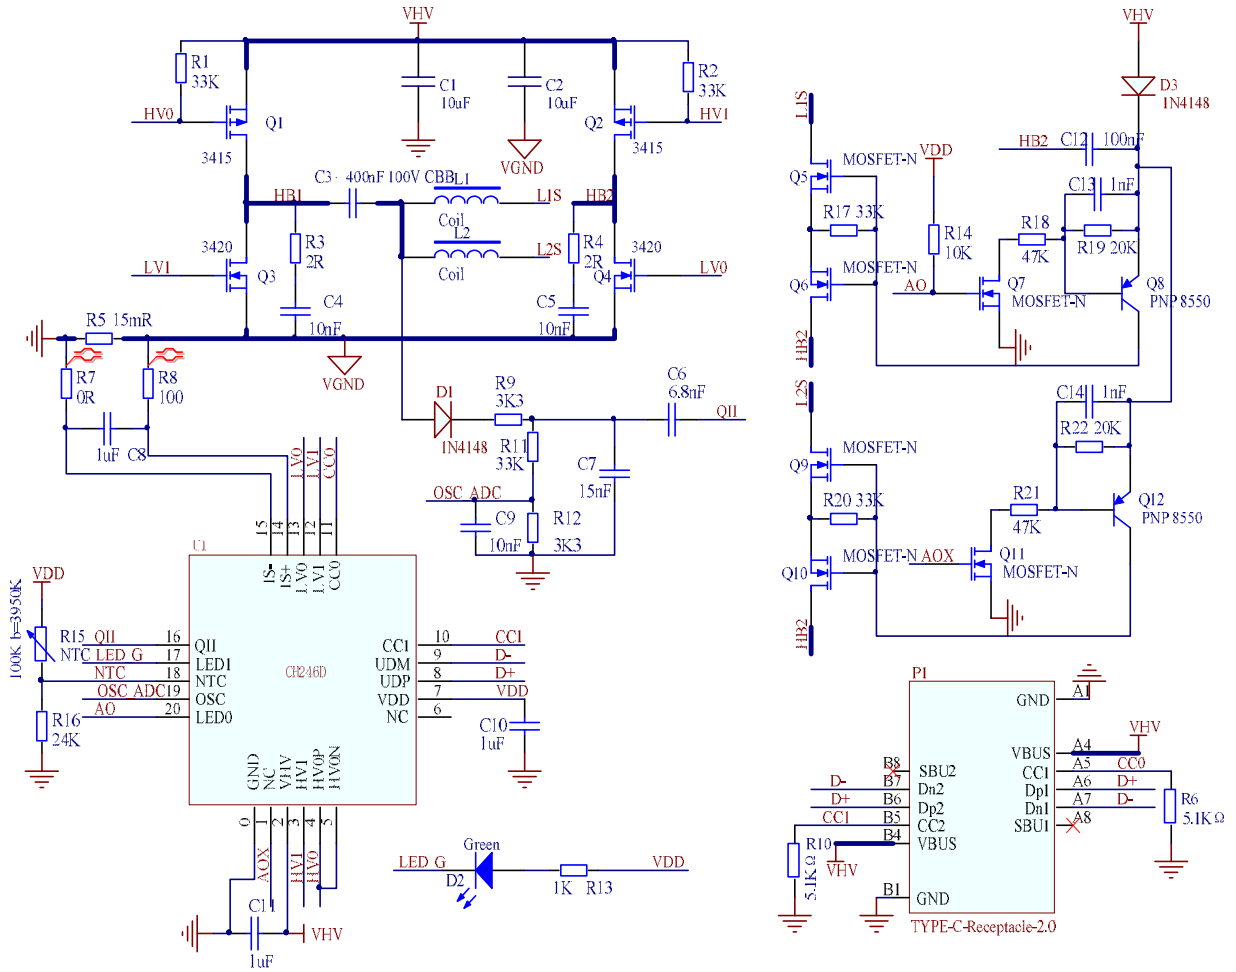 VHV
R1
33K
HV0
Q1
3415
C1
10uF
C2
10uF
VGND
R2
33K
HV1
Q2
3415
C3
400nF 100V CBB
HB1
L1
L1S
Coil
L2
L2S
Coil
HB2
3420
LV1
Q3
R3
2R
C4
10nF
R4
2R
C5
10nF
3420
Q4
LV0
R5 15mR
VGND
R7
0R
R8
100
1uF C8
D1
1N4148
R9
3K3
R11
33K
C6
6.8nF
QII
C7
15nF
OSC_ADC
C9
10nF
R12
3K3
LV0
LV1
CC0
15
14
13
12
11
U1
IS-
IS+
LV0
LV1
CC0
VDD
100K b=3950K
R15
NTC
R16
24K
QII
16
QII
LED_G
17
LED1
NTC
18
NTC
OSC_ADC
19
OSC
AO
20
LED0
CH246D
CC1
10
CC1
UDM
9
D-
UDP
8
D+
VDD
7
VDD
NC
6
C10
1uF
GND
NC
VHV
HV1
HV0P
HV0N
0
1
2
3
4
5
AOX
HV1
HV0
C11
1uF
VHV
LED_G
Green
D2
1K R13
VDD
VHV
D3
1N4148
L1S
MOSFET-N
Q5
R17 33K
MOSFET-N
Q6
HB2
HB2
C12
100nF
VDD
C13
1nF
R14
10K
R18
47K
R19 20K
AO
Q7
MOSFET-N
Q8
PNP 8550
L2S
MOSFET-N
Q9
R20 33K
MOSFET-N
Q10
HB2
C14
1nF
R22 20K
R21
47K
Q12
PNP 8550
AOX
Q11
MOSFET-N
P1
GND
A1
VBUS
A4
VHV
CC1
A5
CC0
Dp1
A6
D+
Dn1
A7
D-
SBU1
A8
R6
5.1KΩ
B8
SBU2
D-
B7
Dn2
D+
B6
Dp2
CC1
B5
CC2
B4
VBUS
R10
5.1KΩ
VHV
B1
GND
TYPE-C-Receptacle-2.0